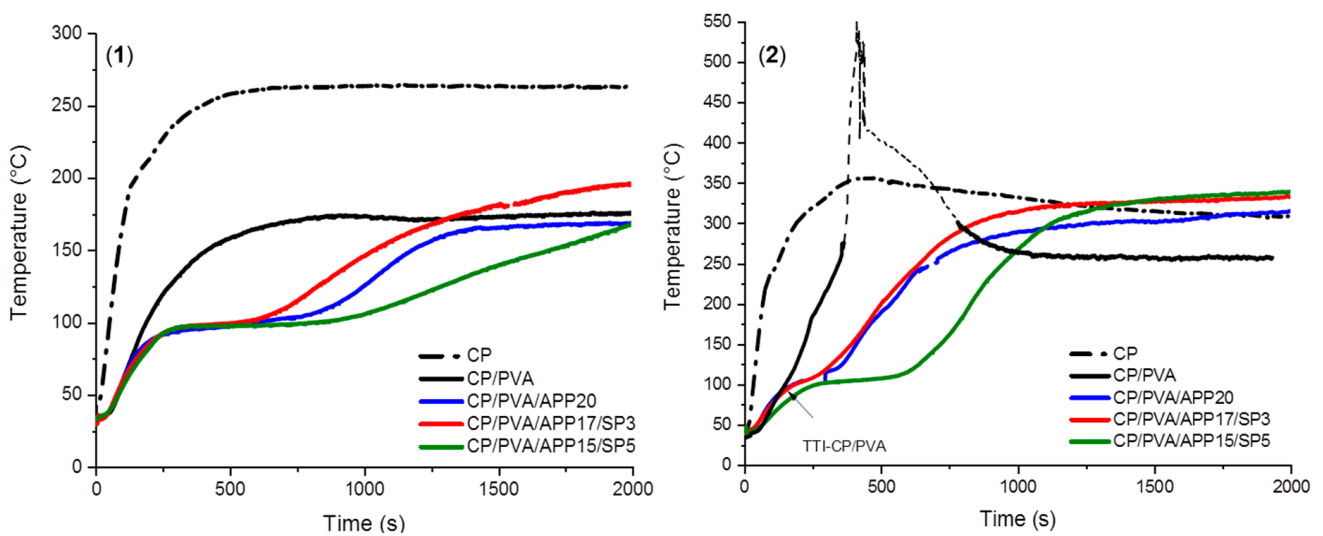 (1)
Temperature (°C)
300
250
200
150
100
50
0
0 500 1000 1500 2000
Time (s)
CP
CP/PVA
CP/PVA/APP20
CP/PVA/APP17/SP3
CP/PVA/APP15/SP5
(2)
Temperature (°C)
550
500
450
400
350
300
250
200
150
100
50
0
0 500 1000 1500 2000
Time (s)
TTI-CP/PVA
CP
CP/PVA
CP/PVA/APP20
CP/PVA/APP17/SP3
CP/PVA/APP15/SP5